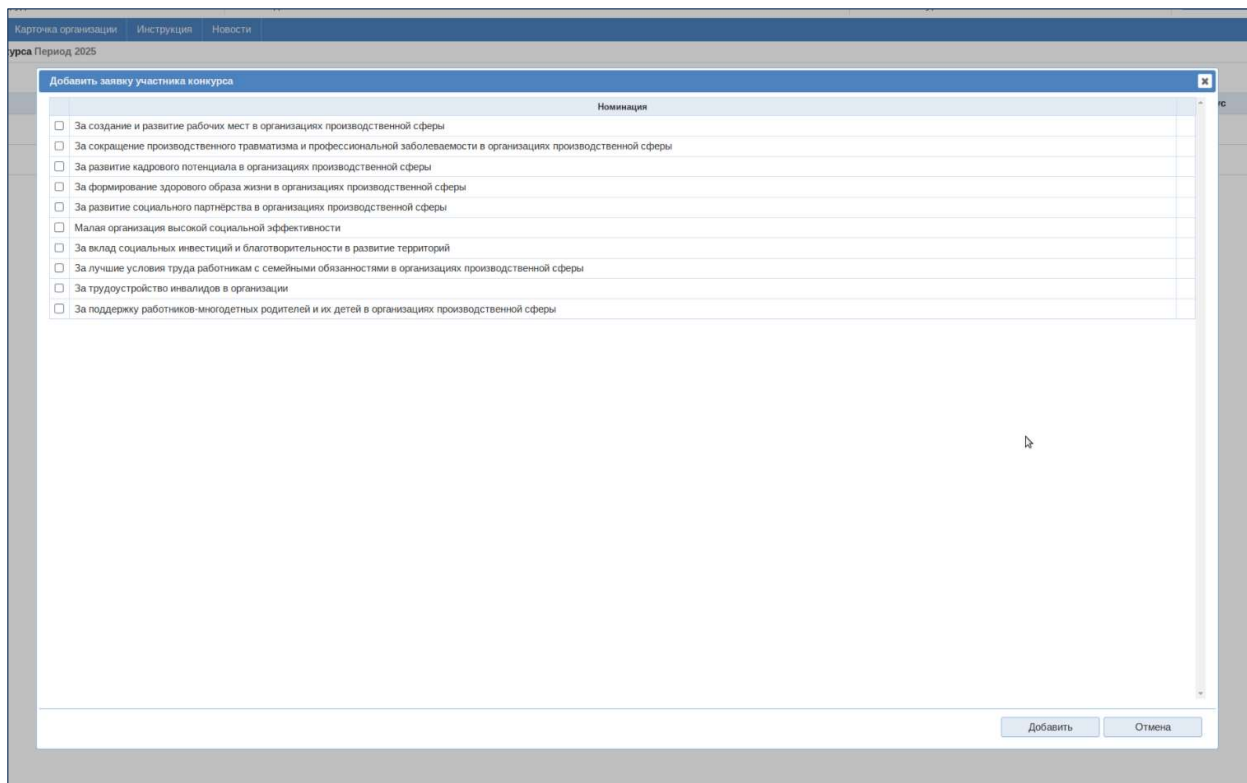 Карточка организации Инструкция Новости
курса Период 2025
Добавить заявку участника конкурса
Номинация
За создание и развитие рабочих мест в организациях производственной сферы
За сокращение производственного травматизма и профессиональной заболеваемости в организациях производственной сферы
За развитие кадрового потенциала в организациях производственной сферы
За формирование здорового образа жизни в организациях производственной сферы
За развитие социального партнёрства в организациях производственной сферы
Малая организация высокой социальной эффективности
За вклад социальных инвестиций и благотворительности в развитие территорий
За лучшие условия труда работникам с семейными обязанностями в организациях производственной сферы
За трудоустройство инвалидов в организации
За поддержку работников-многодетных родителей и их детей в организациях производственной сферы
Добавить Отмена